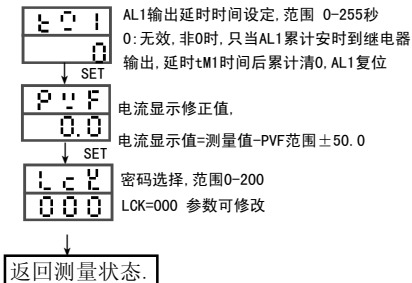 tM1
AL1输出延时时间设定,范围 0-255秒
0
0:无效,非0时,只当AL1累计安时到继电器
输出,延时tM1时间后累计清0,AL1复位
SET
PVF
电流显示修正值,
0.0
电流显示值=测量值-PVF范围±50.0
SET
LcK
密码选择,范围0-200
000
LCK=000 参数可修改
返回测量状态.